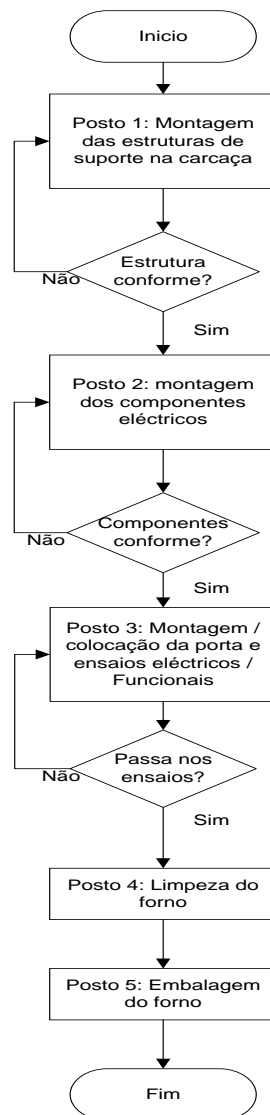 Inicio
Posto 1: Montagem
das estruturas de
suporte na carcaça
Estrutura
conforme?
Não
Sim
Posto 2: montagem
dos componentes
eléctricos
Componentes
conforme?
Não
Sim
Posto 3: Montagem /
colocação da porta e
ensaios eléctricos /
Funcionais
Passa nos
ensaios?
Não
Sim
Posto 4: Limpeza do
forno
Posto 5: Embalagem
do forno
Fim